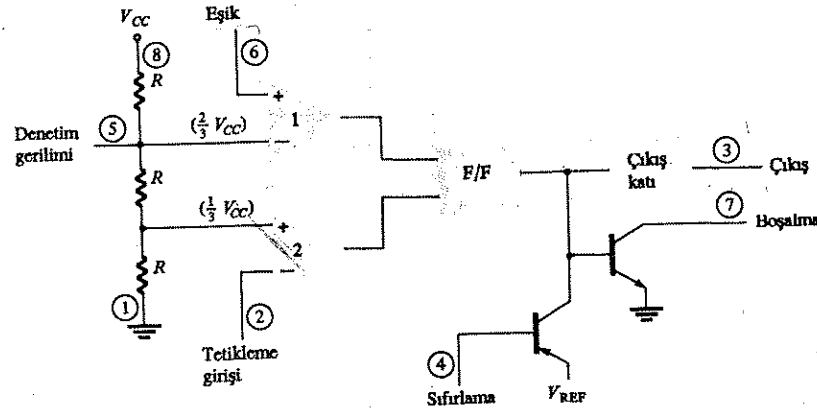 V_CC
Eşik
8
6
R
+
1
Denetim
gerilimi
5
(2/3 V_CC)
−
F/F
Çıkış
katı
3
Çıkış
R
7
(1/3 V_CC)
+
Boşalma
2
−
R
1
2
Tetikleme
girişi
4
Sıfırlama
V_REF